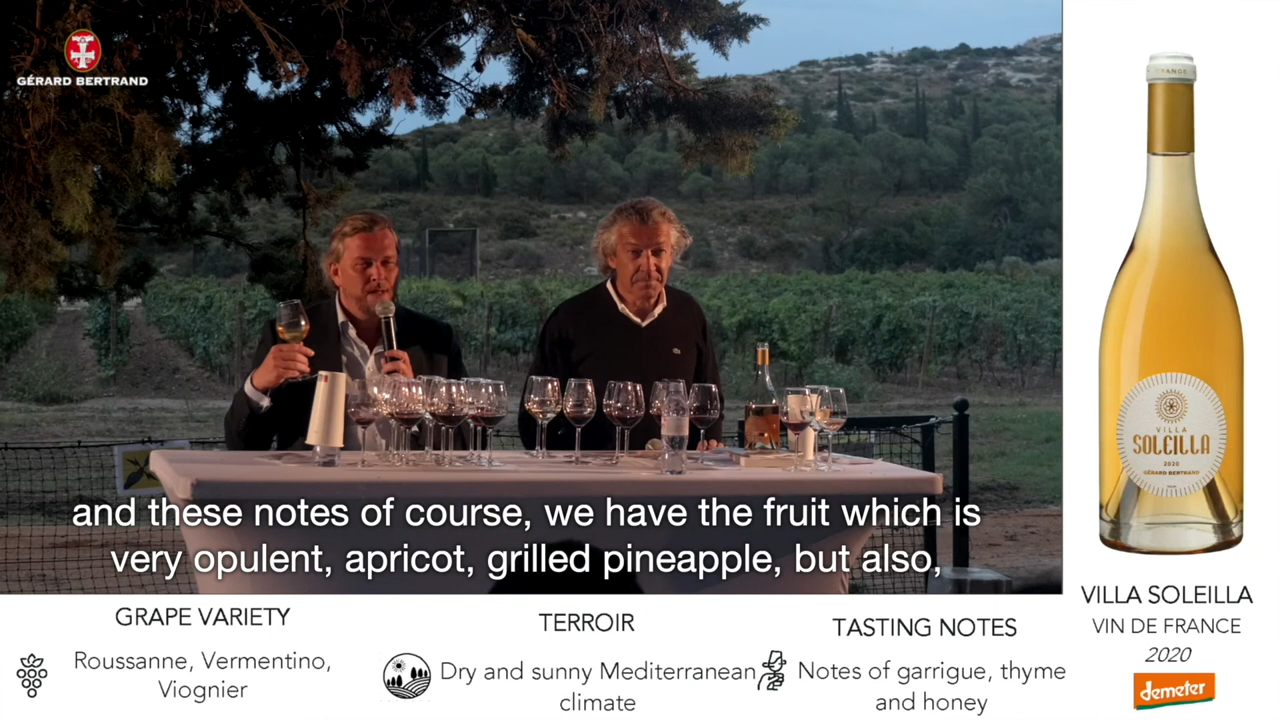 GÉRARD BERTRAND
and these notes of course, we have the fruit which is
very opulent, apricot, grilled pineapple, but also,
GRAPE VARIETY
Roussanne, Vermentino,
Viognier
TERROIR
Dry and sunny Mediterranean
climate
TASTING NOTES
Notes of garrigue, thyme
and honey
VILLA
SOLEILLA
2020
GÉRARD BERTRAND
VILLA SOLEILLA
VIN DE FRANCE
2020
demeter